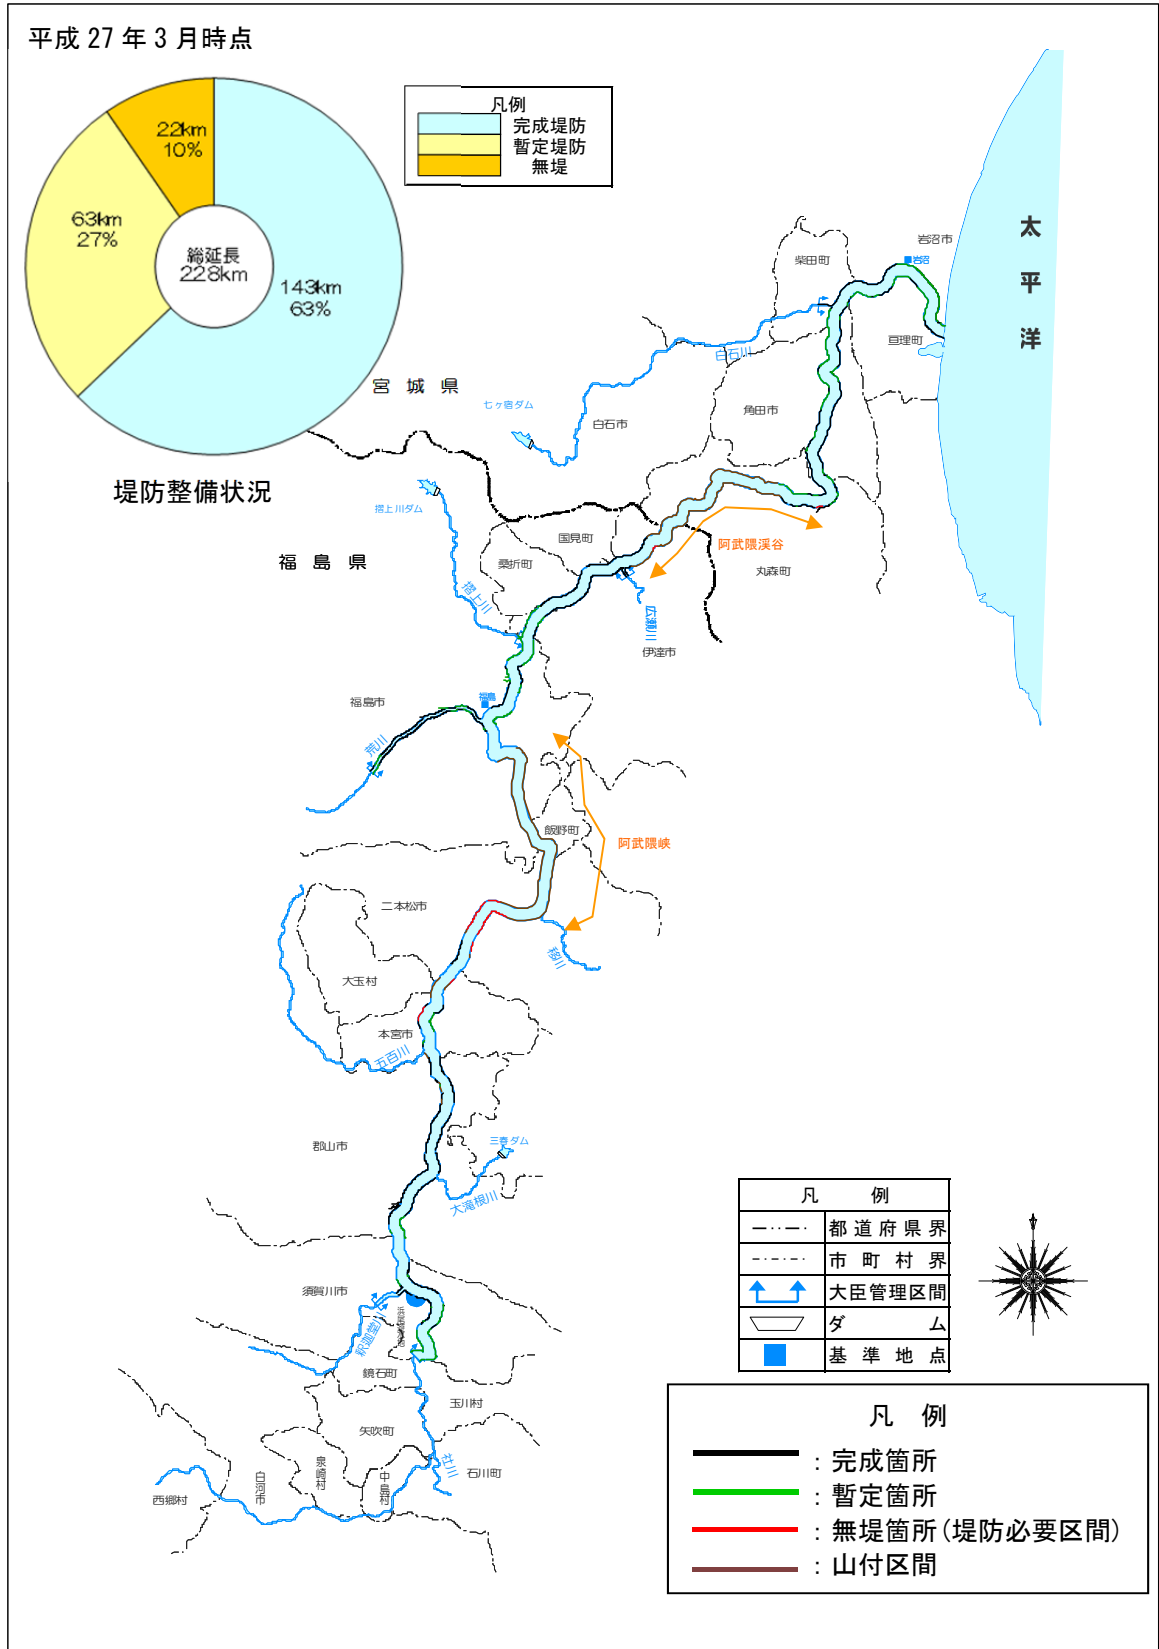 平成 27 年 3 月時点
凡例
完成堤防
暫定堤防
無堤
22km
10%
63km
27%
総延長
228km
143km
63%
堤防整備状況
太平洋
岩沼市
岩沼
柴田町
亘理町
白石川
宮城県
角田市
七ヶ宿ダム
白石市
摺上川ダム
国見町
阿武隈渓谷
福島県
桑折町
丸森町
摺上川
広瀬川
伊達市
福島市
福島
荒川
飯野町
阿武隈峡
二本松市
移川
大玉村
本宮市
五百川
郡山市
三春ダム
大滝根川
須賀川市
釈迦堂川
鏡石町
玉川村
矢吹町
社川
石川町
泉崎村
中島村
白河市
西郷村
凡例
都道府県界
市町村界
大臣管理区間
ダム
基準地点
凡例
：完成箇所
：暫定箇所
：無堤箇所(堤防必要区間)
：山付区間